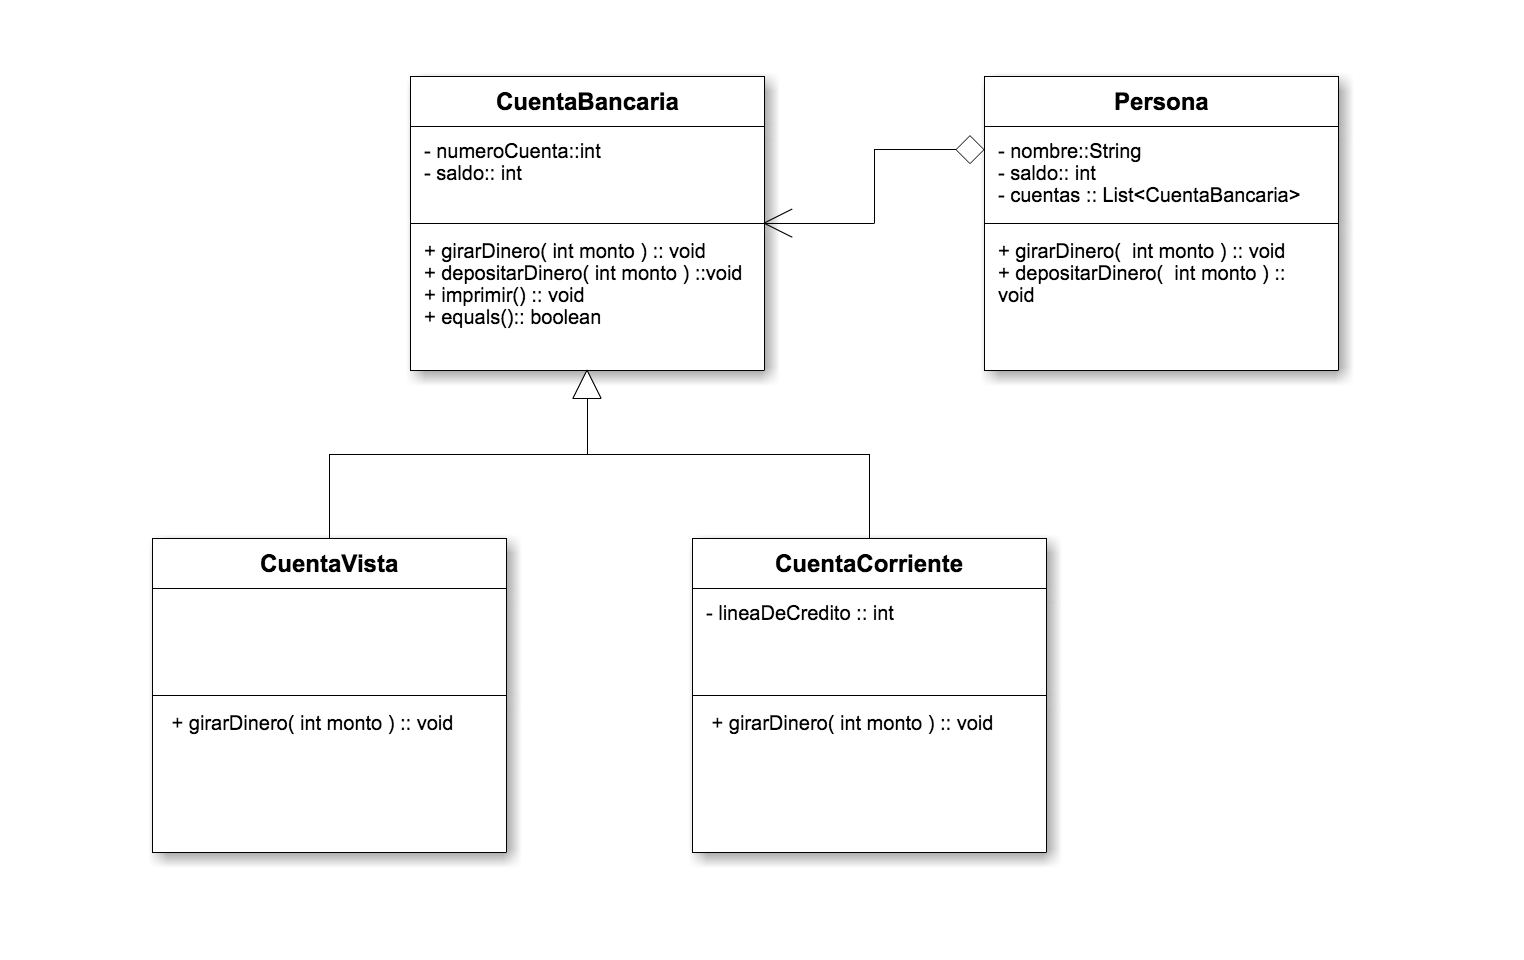 CuentaBancaria
- numeroCuenta::int
- saldo:: int
+ girarDinero( int monto ) :: void
+ depositarDinero( int monto ) ::void
+ imprimir() :: void
+ equals():: boolean
Persona
- nombre::String
- saldo:: int
- cuentas :: List<CuentaBancaria>
+ girarDinero(  int monto ) :: void
+ depositarDinero(  int monto ) ::
void
CuentaVista
+ girarDinero( int monto ) :: void
CuentaCorriente
- lineaDeCredito :: int
+ girarDinero( int monto ) :: void